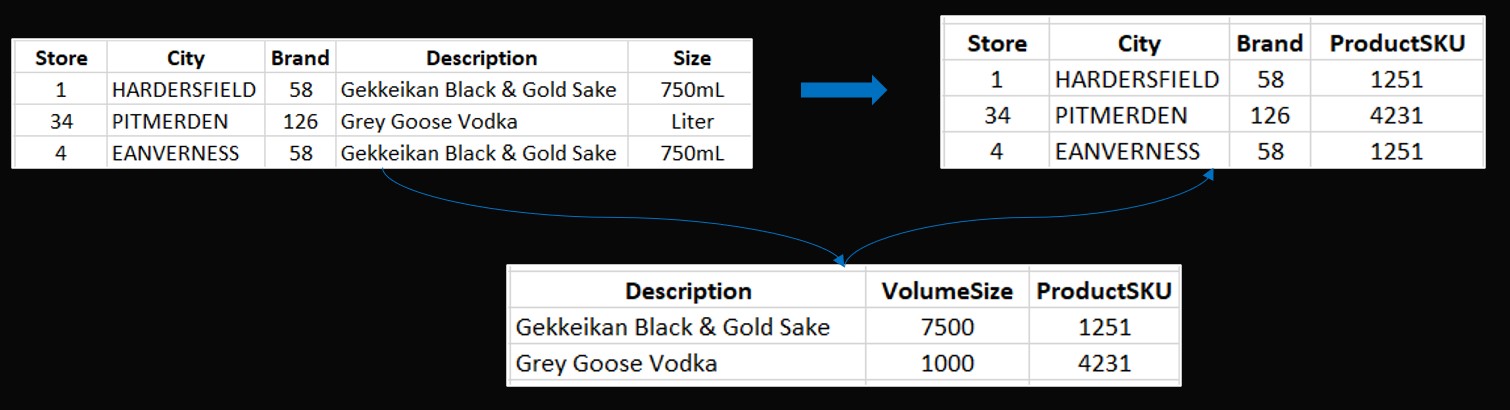 Store City Brand Description Size
1 HARDERSFIELD 58 Gekkeikan Black & Gold Sake 750mL
34 PITMERDEN 126 Grey Goose Vodka Liter
4 EANVERNESS 58 Gekkeikan Black & Gold Sake 750mL
Store City Brand ProductSKU
1 HARDERSFIELD 58 1251
34 PITMERDEN 126 4231
4 EANVERNESS 58 1251
Description VolumeSize ProductSKU
Gekkeikan Black & Gold Sake 7500 1251
Grey Goose Vodka 1000 4231